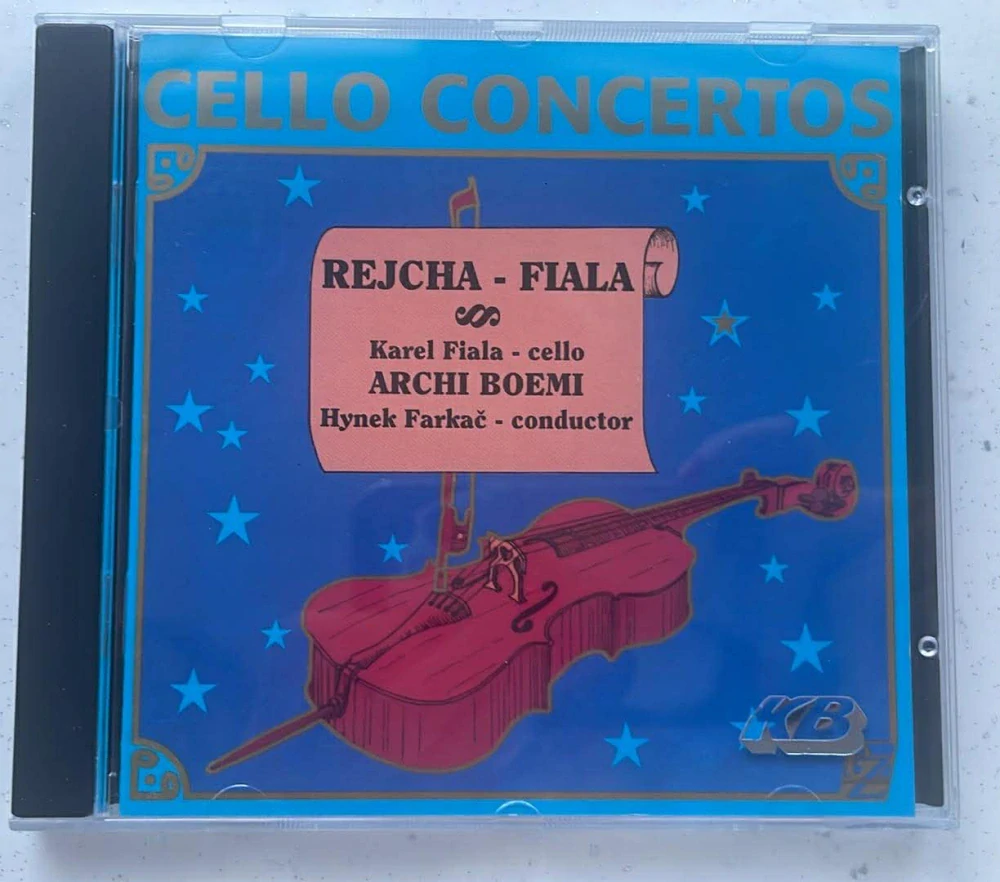 CELLO CONCERTOS
REJCHA - FIALA
Karel Fiala - cello
ARCHI BOEMI
Hynek Farkač - conductor
KB